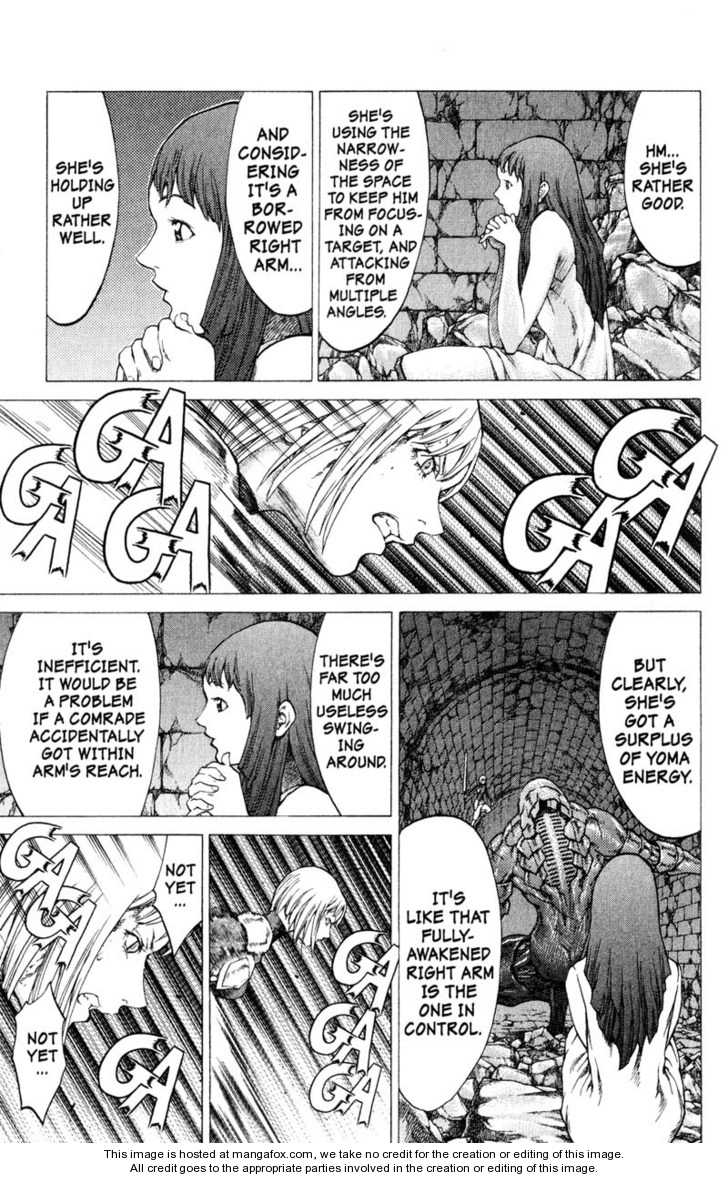 HM...
SHE'S
RATHER
GOOD.
SHE'S
USING THE
NARROW-
NESS OF
THE SPACE
TO KEEP HIM
FROM FOCUS-
ING ON A
TARGET, AND
ATTACKING
FROM
MULTIPLE
ANGLES.
AND
CONSID-
ERING
IT'S A
BOR-
ROWED
RIGHT
ARM...
SHE'S
HOLDING
UP
RATHER
WELL.
GA
GA
GA
GA
GA
BUT
CLEARLY,
SHE'S
GOT A
SURPLUS
OF YOMA
ENERGY.
IT'S
LIKE THAT
FULLY-
AWAKENED
RIGHT ARM
IS THE
ONE IN
CONTROL.
THERE'S
FAR TOO
MUCH
USELESS
SWING-
ING
AROUND.
IT'S
INEFFICIENT.
IT WOULD BE
A PROBLEM
IF A COMRADE
ACCIDENTALLY
GOT WITHIN
ARM'S REACH.
GA
GA
GA
NOT
YET
...
GA
GA
GA
NOT
YET
...
This image is hosted at mangafox.com, we take no credit for the creation or editing of this image.
All credit goes to the appropriate parties involved in the creation or editing of this image.